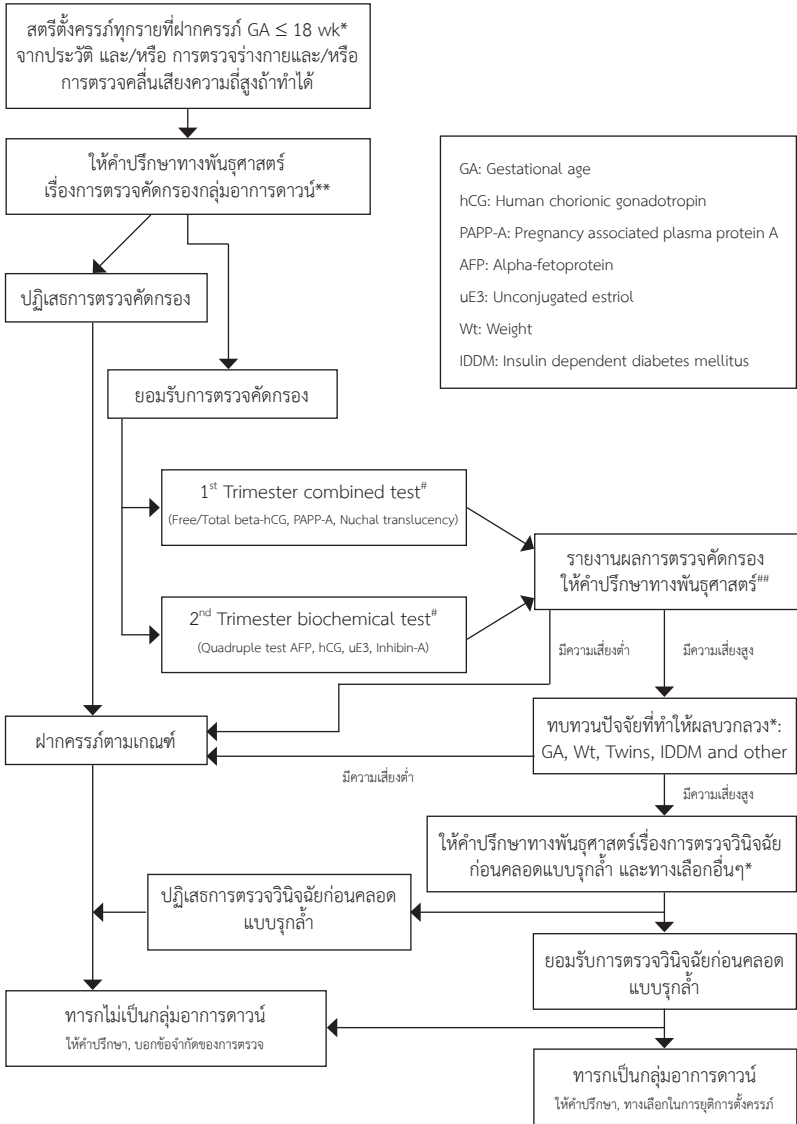 สตรีตั้งครรภ์ทุกรายที่ฝากครรภ์ GA ≤ 18 wk*
จากประวัติ และ/หรือ การตรวจร่างกายและ/หรือ
การตรวจคลื่นเสียงความถี่สูงถ้าทำได้
ให้คำปรึกษาทางพันธุศาสตร์
เรื่องการตรวจคัดกรองกลุ่มอาการดาวน์**
GA: Gestational age
hCG: Human chorionic gonadotropin
PAPP-A: Pregnancy associated plasma protein A
AFP: Alpha-fetoprotein
uE3: Unconjugated estriol
Wt: Weight
IDDM: Insulin dependent diabetes mellitus
ปฏิเสธการตรวจคัดกรอง
ยอมรับการตรวจคัดกรอง
1st Trimester combined test#
(Free/Total beta-hCG, PAPP-A, Nuchal translucency)
รายงานผลการตรวจคัดกรอง
ให้คำปรึกษาทางพันธุศาสตร์##
2nd Trimester biochemical test#
(Quadruple test AFP, hCG, uE3, Inhibin-A)
มีความเสี่ยงต่ำ
มีความเสี่ยงสูง
ฝากครรภ์ตามเกณฑ์
ทบทวนปัจจัยที่ทำให้ผลบวกลวง*:
GA, Wt, Twins, IDDM and other
มีความเสี่ยงต่ำ
มีความเสี่ยงสูง
ให้คำปรึกษาทางพันธุศาสตร์เรื่องการตรวจวินิจฉัย
ก่อนคลอดแบบรุกล้ำ และทางเลือกอื่นๆ*
ปฏิเสธการตรวจวินิจฉัยก่อนคลอด
แบบรุกล้ำ
ยอมรับการตรวจวินิจฉัยก่อนคลอด
แบบรุกล้ำ
ทารกไม่เป็นกลุ่มอาการดาวน์
ให้คำปรึกษา, บอกข้อจำกัดของการตรวจ
ทารกเป็นกลุ่มอาการดาวน์
ให้คำปรึกษา, ทางเลือกในการยุติการตั้งครรภ์